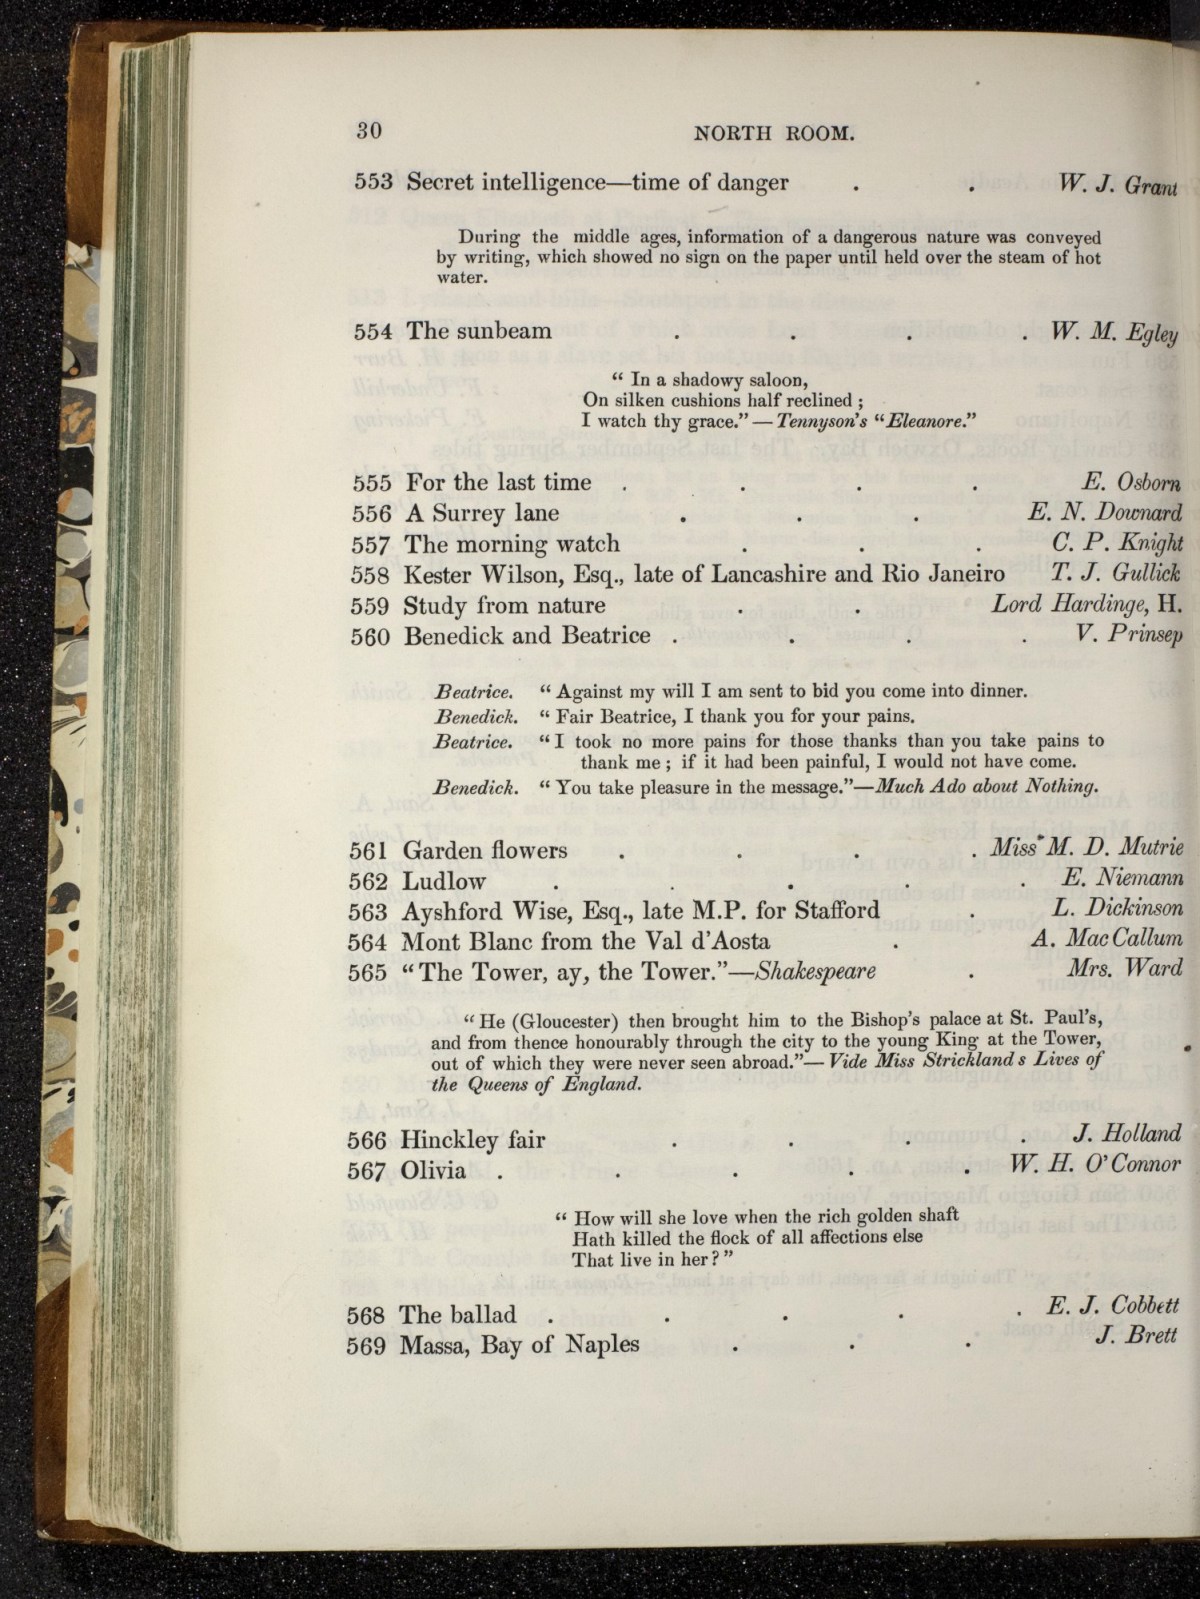 30 NORTH ROOM.
553 Secret intelligence—time of danger . . W. J. Grant
During the middle ages, information of a dangerous nature was conveyed
by writing, which showed no sign on the paper until held over the steam of hot
water.
554 The sunbeam . . . . W. M. Egley
“ In a shadowy saloon,
On silken cushions half reclined ;
I watch thy grace.” — Tennyson's “Eleanore.”
555 For the last time . . . . E. Osborn
556 A Surrey lane . . . E. N. Downard
557 The morning watch . . . C. P. Knight
558 Kester Wilson, Esq., late of Lancashire and Rio Janeiro T. J. Gullick
559 Study from nature . . Lord Hardinge, H.
560 Benedick and Beatrice . . . . V. Prinsep
Beatrice. “ Against my will I am sent to bid you come into dinner.
Benedick. “ Fair Beatrice, I thank you for your pains.
Beatrice. “ I took no more pains for those thanks than you take pains to
thank me ; if it had been painful, I would not have come.
Benedick. “ You take pleasure in the message.”—Much Ado about Nothing.
561 Garden flowers . . . . Miss M. D. Mutrie
562 Ludlow . . . . . E. Niemann
563 Ayshford Wise, Esq., late M.P. for Stafford . L. Dickinson
564 Mont Blanc from the Val d'Aosta . A. MacCallum
565 “ The Tower, ay, the Tower.”—Shakespeare . Mrs. Ward
“ He (Gloucester) then brought him to the Bishop's palace at St. Paul's,
and from thence honourably through the city to the young King at the Tower,
out of which they were never seen abroad.”— Vide Miss Strickland s Lives of
the Queens of England.
566 Hinckley fair . . . . J. Holland
567 Olivia . . . . . W. H. O'Connor
“ How will she love when the rich golden shaft
Hath killed the flock of all affections else
That live in her ? ”
568 The ballad . . . . . E. J. Cobbett
569 Massa, Bay of Naples . . . J. Brett